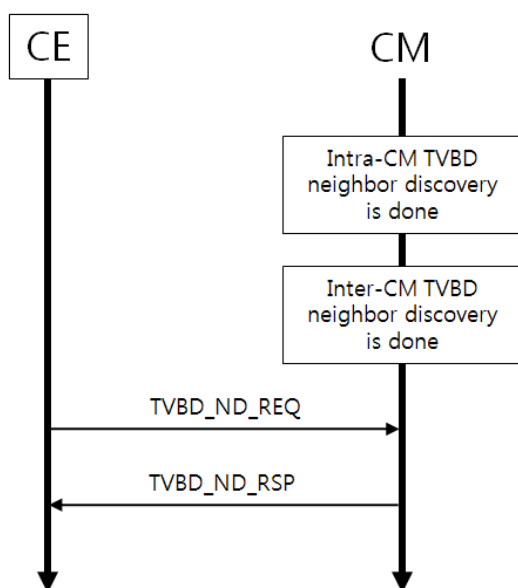 CE
CM
Intra-CM TVBD
neighbor discovery
is done
Inter-CM TVBD
neighbor discovery
is done
TVBD_ND_REQ
TVBD_ND_RSP